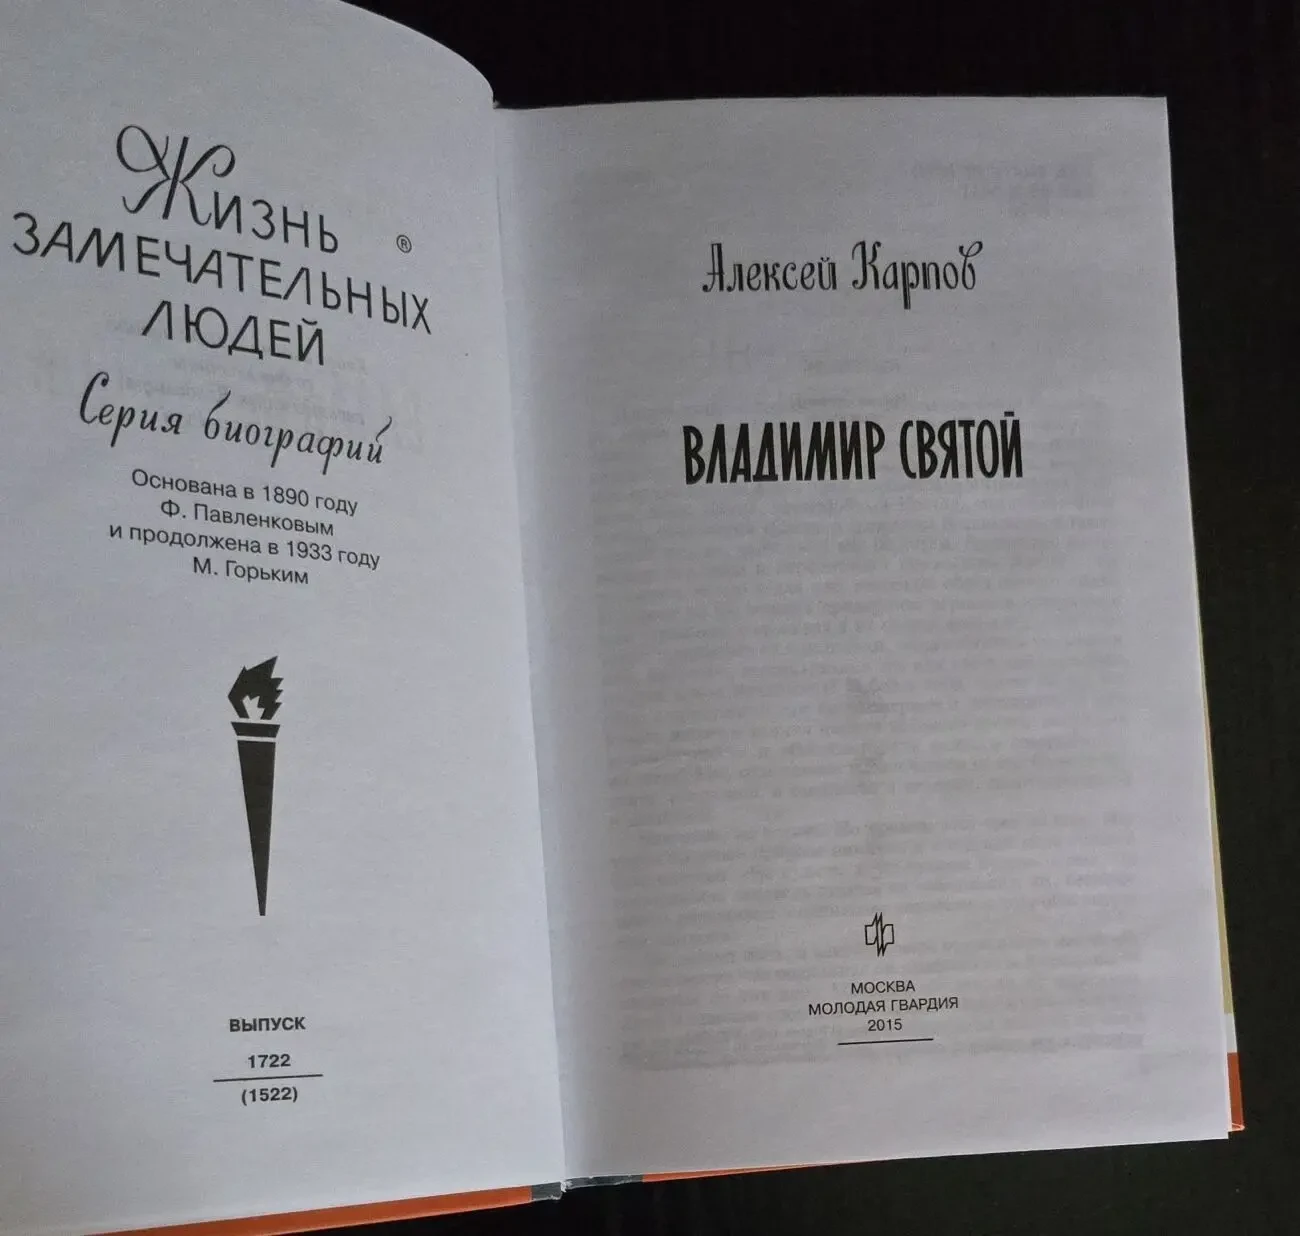 Жизнь ®
ЗАМЕЧАТЕЛЬНЫХ
ЛЮДЕЙ
Серия биографий
Основана в 1890 году
Ф. Павленковым
и продолжена в 1933 году
М. Горьким
ВЫПУСК
1722
(1522)
Алексей Карпов
ВЛАДИМИР СВЯТОЙ
МОСКВА
МОЛОДАЯ ГВАРДИЯ
2015